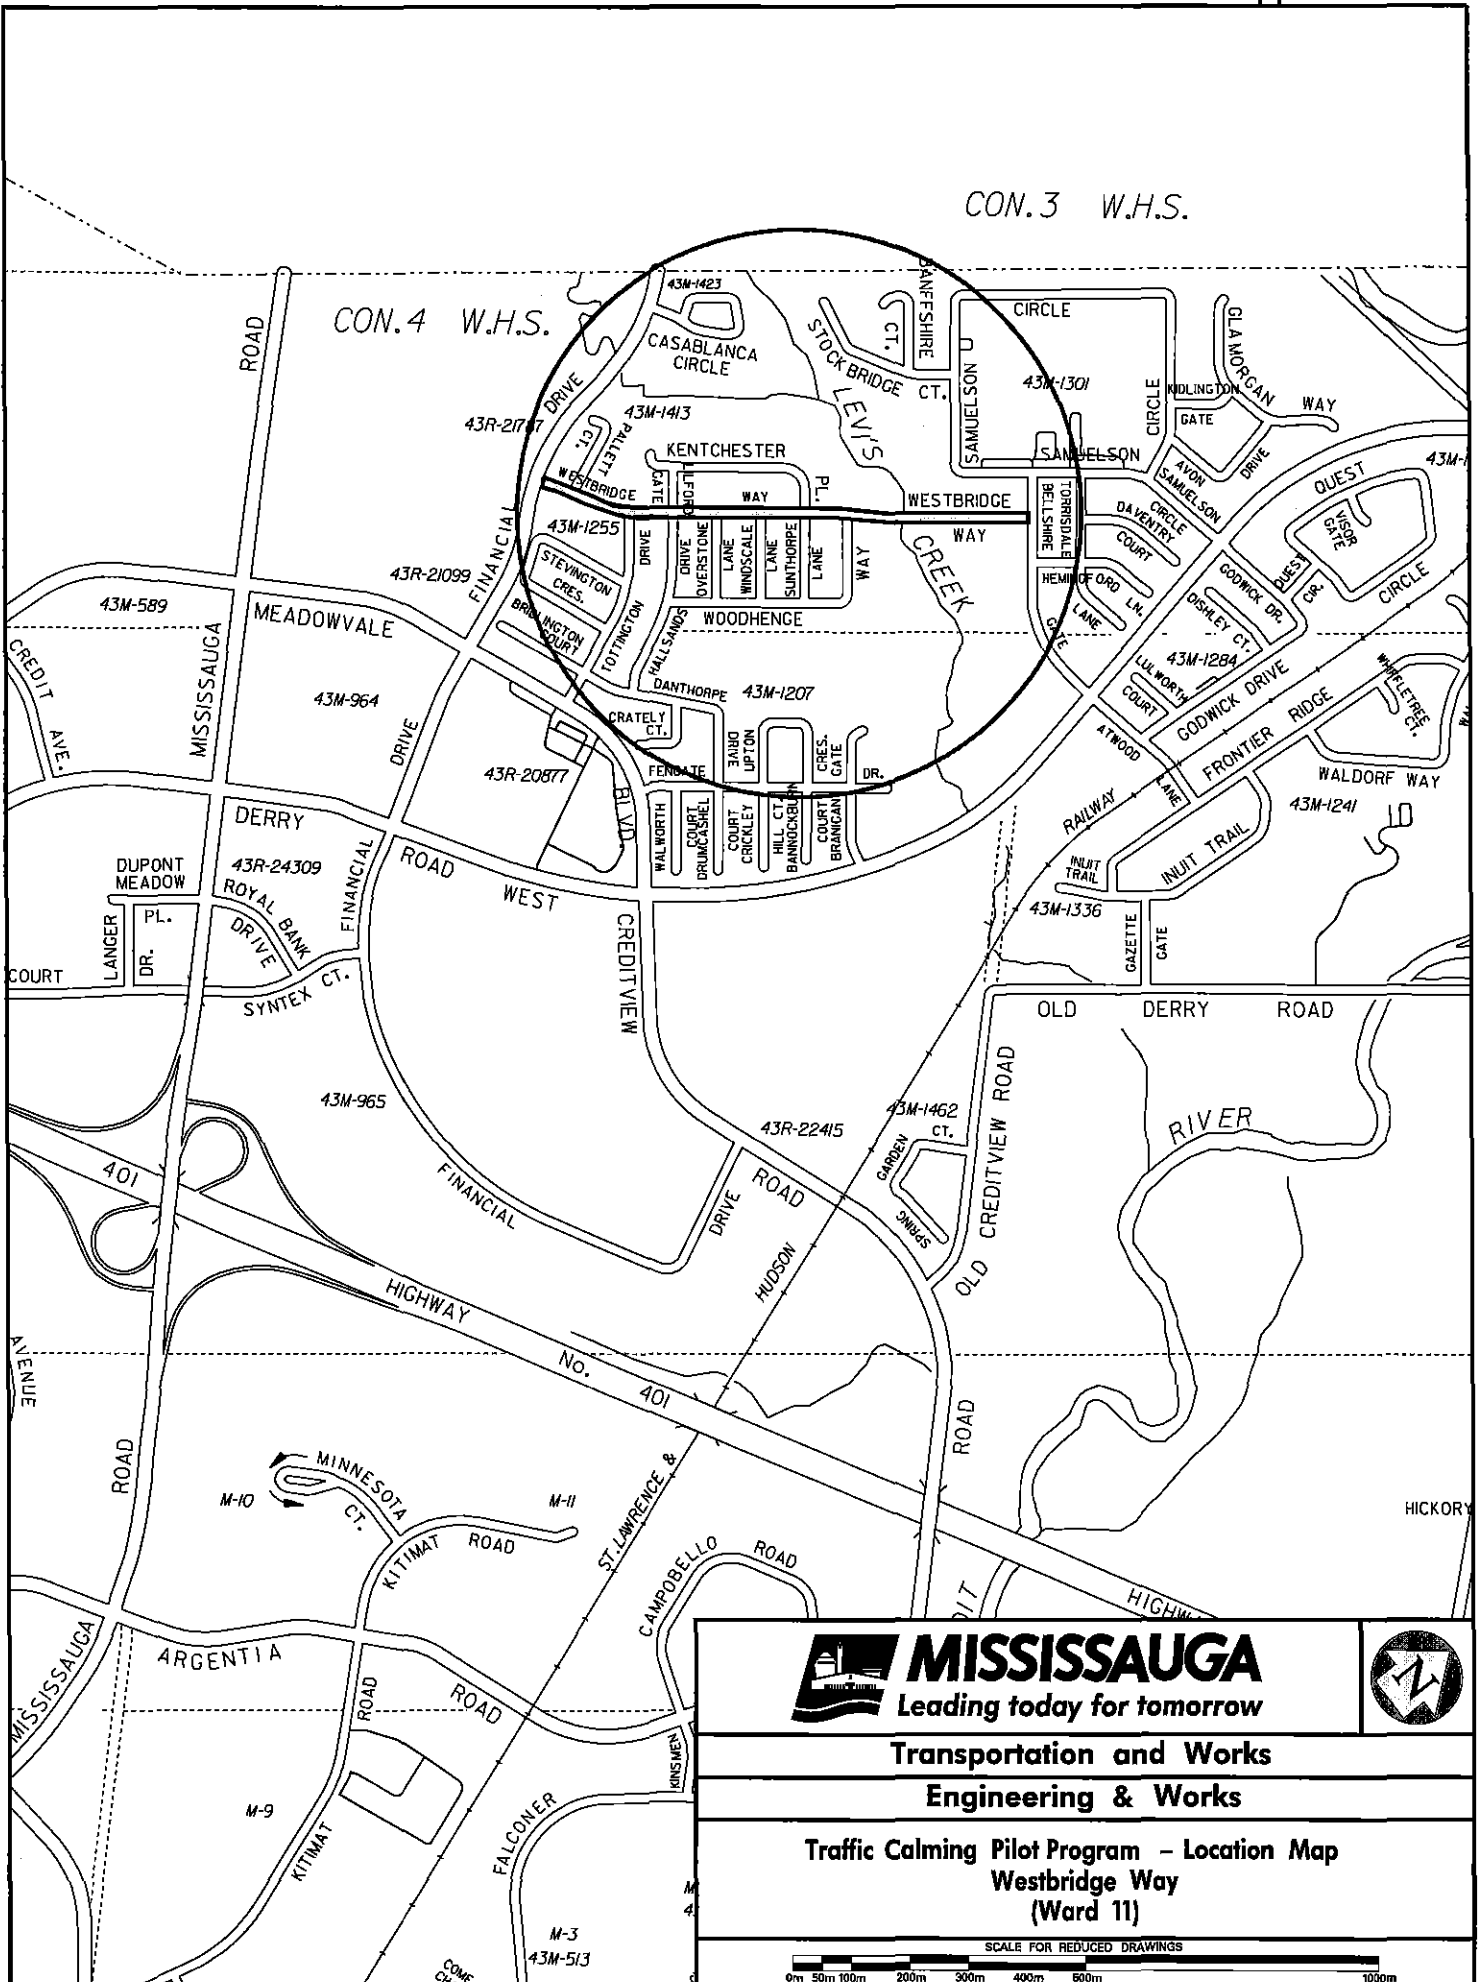 CON. 3 W.H.S.
CON. 4 W.H.S.
43M-1423
ROAD
CASABLANCA
CIRCLE
DRIVE
STOCKBRIDGE
CT.
CT.
BANFFSHIRE
CIRCLE
SAMUELSON
43M-1301
CIRCLE
GLAMORGAN
WAY
KIDLINGTON
GATE
DRIVE
43M-1413
PALLETT
CT.
KENTCHESTER
PL.
LEVI'S
CREEK
SAMUELSON
AVON
SAMUELSON
CIRCLE
QUEST
43M-1
WESTBRIDGE
GATE
LILFORD
WAY
WESTBRIDGE
WAY
BELLSHIRE
TORRISDALE
DAVENTRY
COURT
VISOR
GATE
QUEST
CIR.
CIRCLE
FINANCIAL
43M-1255
STEVINGTON
CRES.
DRIVE
DRIVE
OVERSTONE
LANE
WINDSCALE
LANE
SUNTHORPE
LANE
WAY
WOODHENGE
43R-21099
43M-589
MEADOWVALE
BRIDLINGTON
COURT
TOTTINGTON
HALLSANDS
HEMINGFORD
LN.
LANE
GATE
GODWICK DR.
DISHLEY CT.
43M-1284
LULWORTH
COURT
GODWICK DRIVE
FRONTIER RIDGE
WHIFFLETREE
CT.
CREDIT
AVE.
MISSISSAUGA
43M-964
DRIVE
DANTHORPE
43M-1207
CRATELY
CT.
DRIVE
UPTON
CRES.
GATE
FENGATE
DR.
ATWOOD
LANE
WALDORF WAY
43M-1241
43R-20877
BLVD.
WALWORTH
COURT
DRUMCASHEL
COURT
CRICKLEY
HILL CT.
BANNOCKBURN
COURT
BRANIGAN
RAILWAY
INUIT
TRAIL
INUIT TRAIL
DERRY
ROAD
WEST
DUPONT
MEADOW
PL.
43R-24309
ROYAL BANK
DRIVE
FINANCIAL
LANGER
DR.
COURT
SYNTEX CT.
CREDITVIEW
43M-1336
GAZETTE
GATE
OLD DERRY ROAD
43M-965
43R-22415
43M-1462
GARDEN
CT.
SPRING
OLD CREDITVIEW ROAD
RIVER
401
FINANCIAL
DRIVE
ROAD
HUDSON
HIGHWAY
No.
401
AVENUE
ROAD
ROAD
MINNESOTA
CT.
M-10
M-11
KITIMAT
ROAD
ST. LAWRENCE &
CAMPOBELLO
ROAD
HICKORY
MISSISSAUGA
ARGENTIA
ROAD
ROAD
KINSMEN
M-9
KITIMAT
FALCONER
M-3
43M-513
MISSISSAUGA
Leading today for tomorrow
N
Transportation and Works
Engineering & Works
Traffic Calming Pilot Program – Location Map
Westbridge Way
(Ward 11)
SCALE FOR REDUCED DRAWINGS
0m 50m 100m 200m 300m 400m 500m 1000m